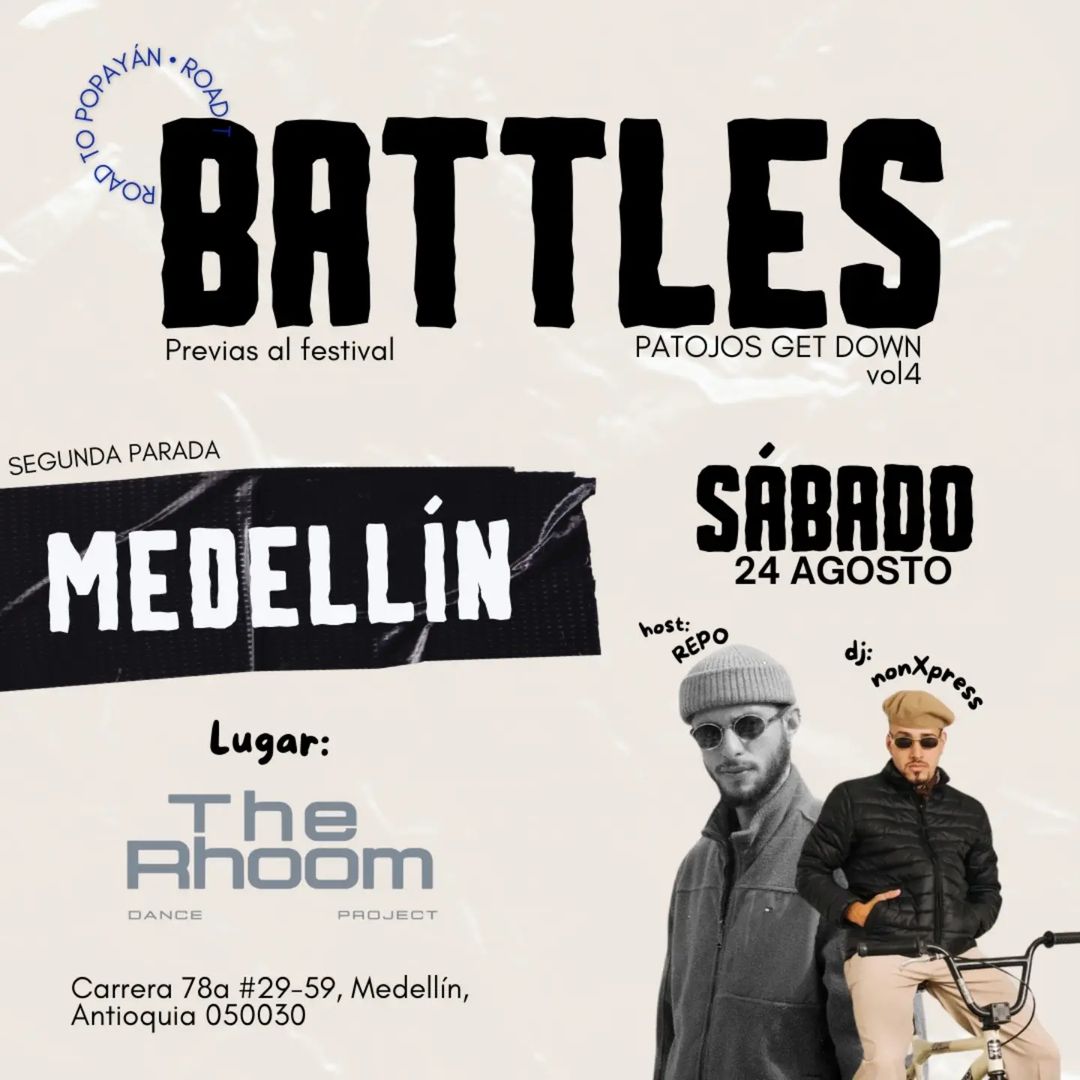 ROAD TO POPAYÁN • ROAD T
BATTLES
Previas al festival
PATOJOS GET DOWN
vol4
SEGUNDA PARADA
MEDELLÍN
SÁBADO
24 AGOSTO
host:
REPO
dj:
nonXpress
Lugar:
The
Rhoom
DANCE PROJECT
Carrera 78a #29-59, Medellín,
Antioquia 050030